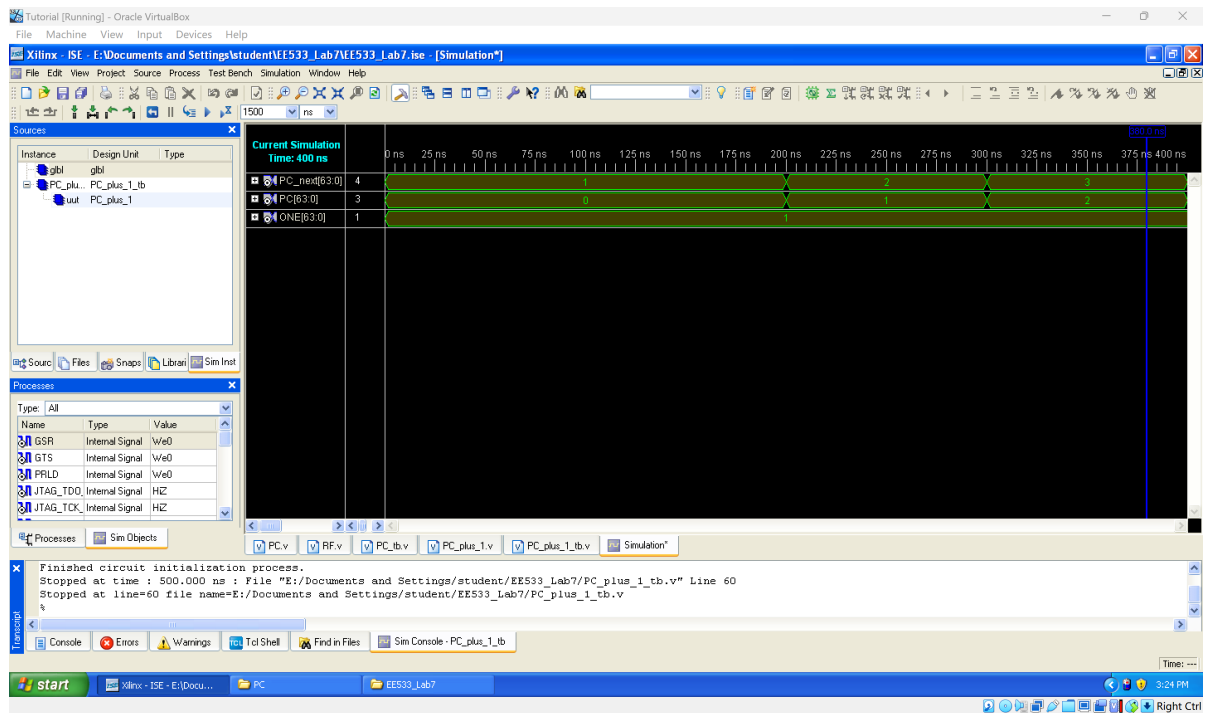 Tutorial [Running] - Oracle VirtualBox
File Machine View Input Devices Help
Xilinx - ISE - E:\Documents and Settings\student\EE533_Lab7\EE533_Lab7.ise - [Simulation*]
File Edit View Project Source Process Test Bench Simulation Window Help
1500 ns
Sources
Instance Design Unit Type
glbl glbl
PC_plu... PC_plus_1_tb
uut PC_plus_1
Sourc Files Snaps Librari Sim Inst
Processes
Type: All
Name Type Value
GSR Internal Signal We0
GTS Internal Signal We0
PRLD Internal Signal We0
JTAG_TDO_ Internal Signal HiZ
JTAG_TCK_ Internal Signal HiZ
Processes Sim Objects
380.0 ns
Current Simulation
Time: 400 ns
0 ns 25 ns 50 ns 75 ns 100 ns 125 ns 150 ns 175 ns 200 ns 225 ns 250 ns 275 ns 300 ns 325 ns 350 ns 375 ns 400 ns
PC_next[63:0] 4 1 2 3
PC[63:0] 3 0 1 2
ONE[63:0] 1 1
PC.v RF.v PC_tb.v PC_plus_1.v PC_plus_1_tb.v Simulation*
Finished circuit initialization process.
Stopped at time : 500.000 ns : File "E:/Documents and Settings/student/EE533_Lab7/PC_plus_1_tb.v" Line 60
Stopped at line=60 file name=E:/Documents and Settings/student/EE533_Lab7/PC_plus_1_tb.v
%
Transcript
Console Errors Warnings Tcl Shell Find in Files Sim Console - PC_plus_1_tb
Time: ---
start Xilinx - ISE - E:\Docu... PC EE533_Lab7 3:24 PM
Right Ctrl